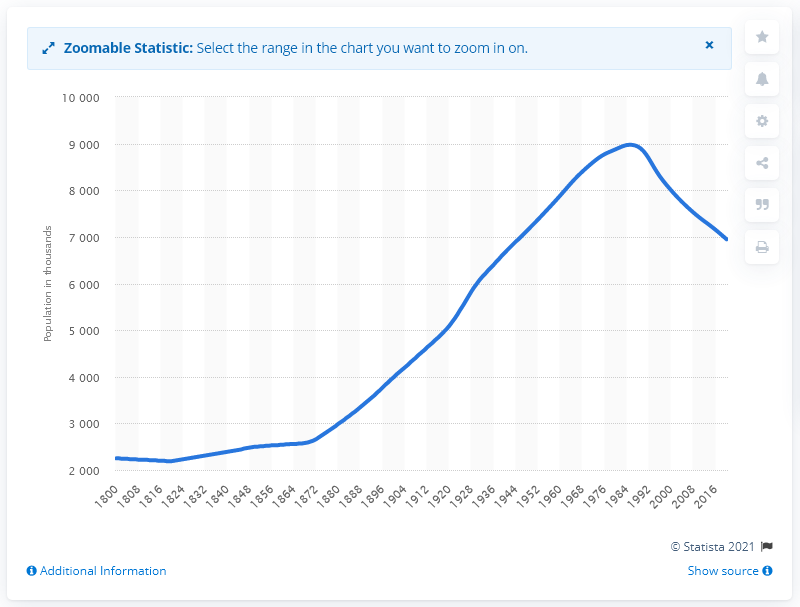 Zoomable Statistic: Select the range in the chart you want to zoom in on.
10 000
9 000
8 000
7 000
6 000
5 000
4 000
3 000
2 000
Population in thousands
1800 1808 1816 1824 1832 1840 1848 1856 1864 1872 1880 1888 1896 1904 1912 1920 1928 1936 1944 1952 1960 1968 1976 1984 1992 2000 2008 2016
© Statista 2021
Additional Information
Show source